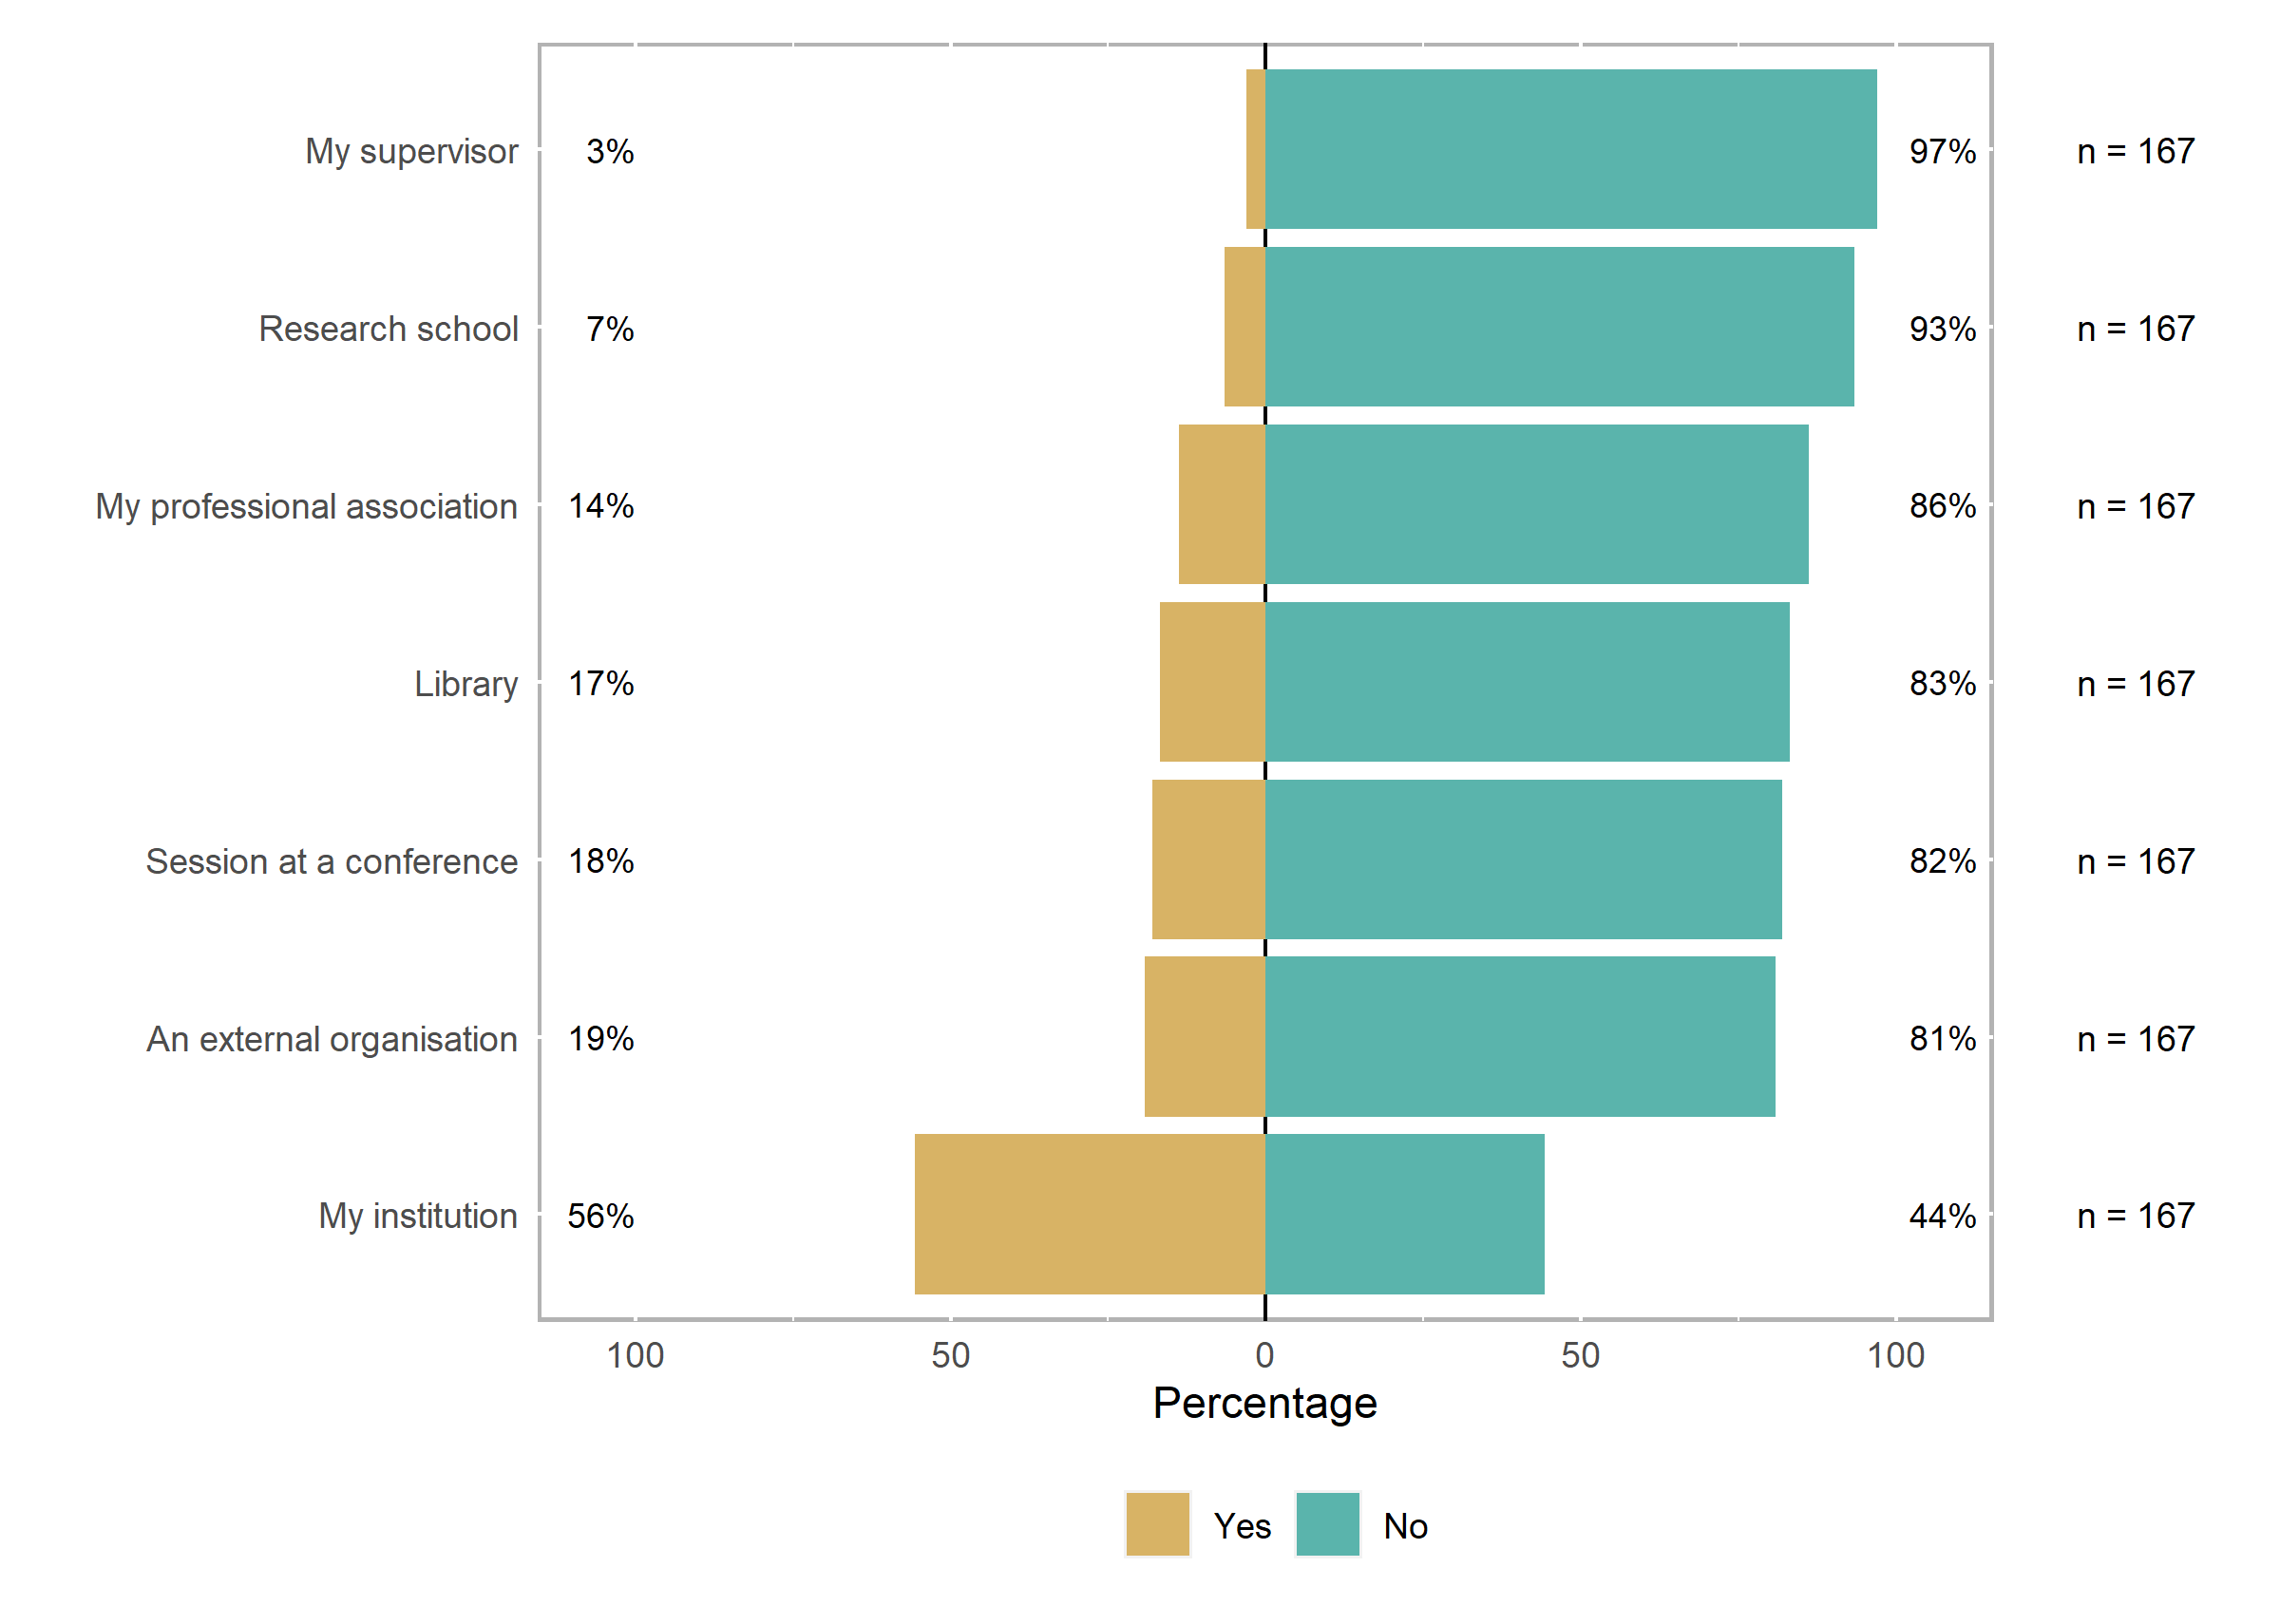 My supervisor 3% 97% n = 167
Research school 7% 93% n = 167
My professional association 14% 86% n = 167
Library 17% 83% n = 167
Session at a conference 18% 82% n = 167
An external organisation 19% 81% n = 167
My institution 56% 44% n = 167
100 50 0 50 100
Percentage
Yes No